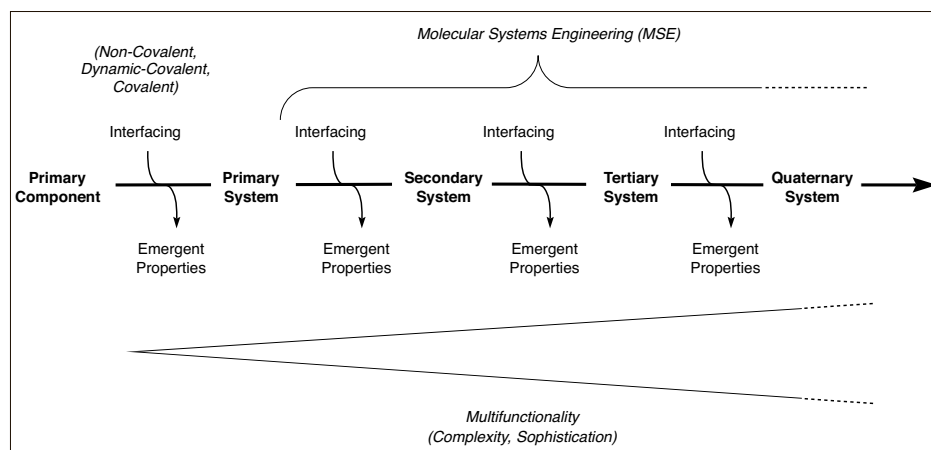 Molecular Systems Engineering (MSE)
(Non-Covalent,
Dynamic-Covalent,
Covalent)
Interfacing
Interfacing
Interfacing
Interfacing
Primary
Component
Primary
System
Secondary
System
Tertiary
System
Quaternary
System
Emergent
Properties
Emergent
Properties
Emergent
Properties
Emergent
Properties
Multifunctionality
(Complexity, Sophistication)